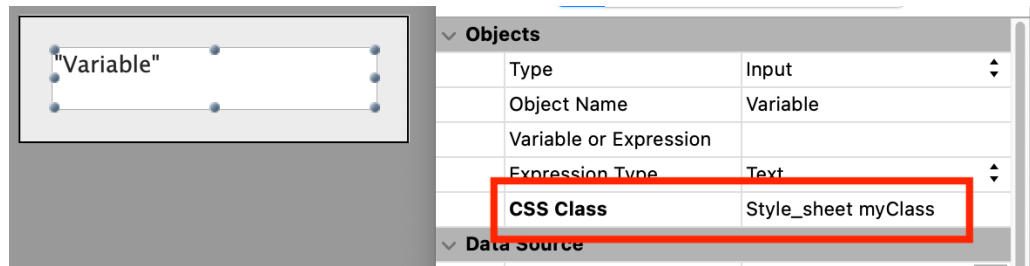 "Variable"
Objects
Type Input
Object Name Variable
Variable or Expression
Expression Type Text
CSS Class Style_sheet myClass
Data Source